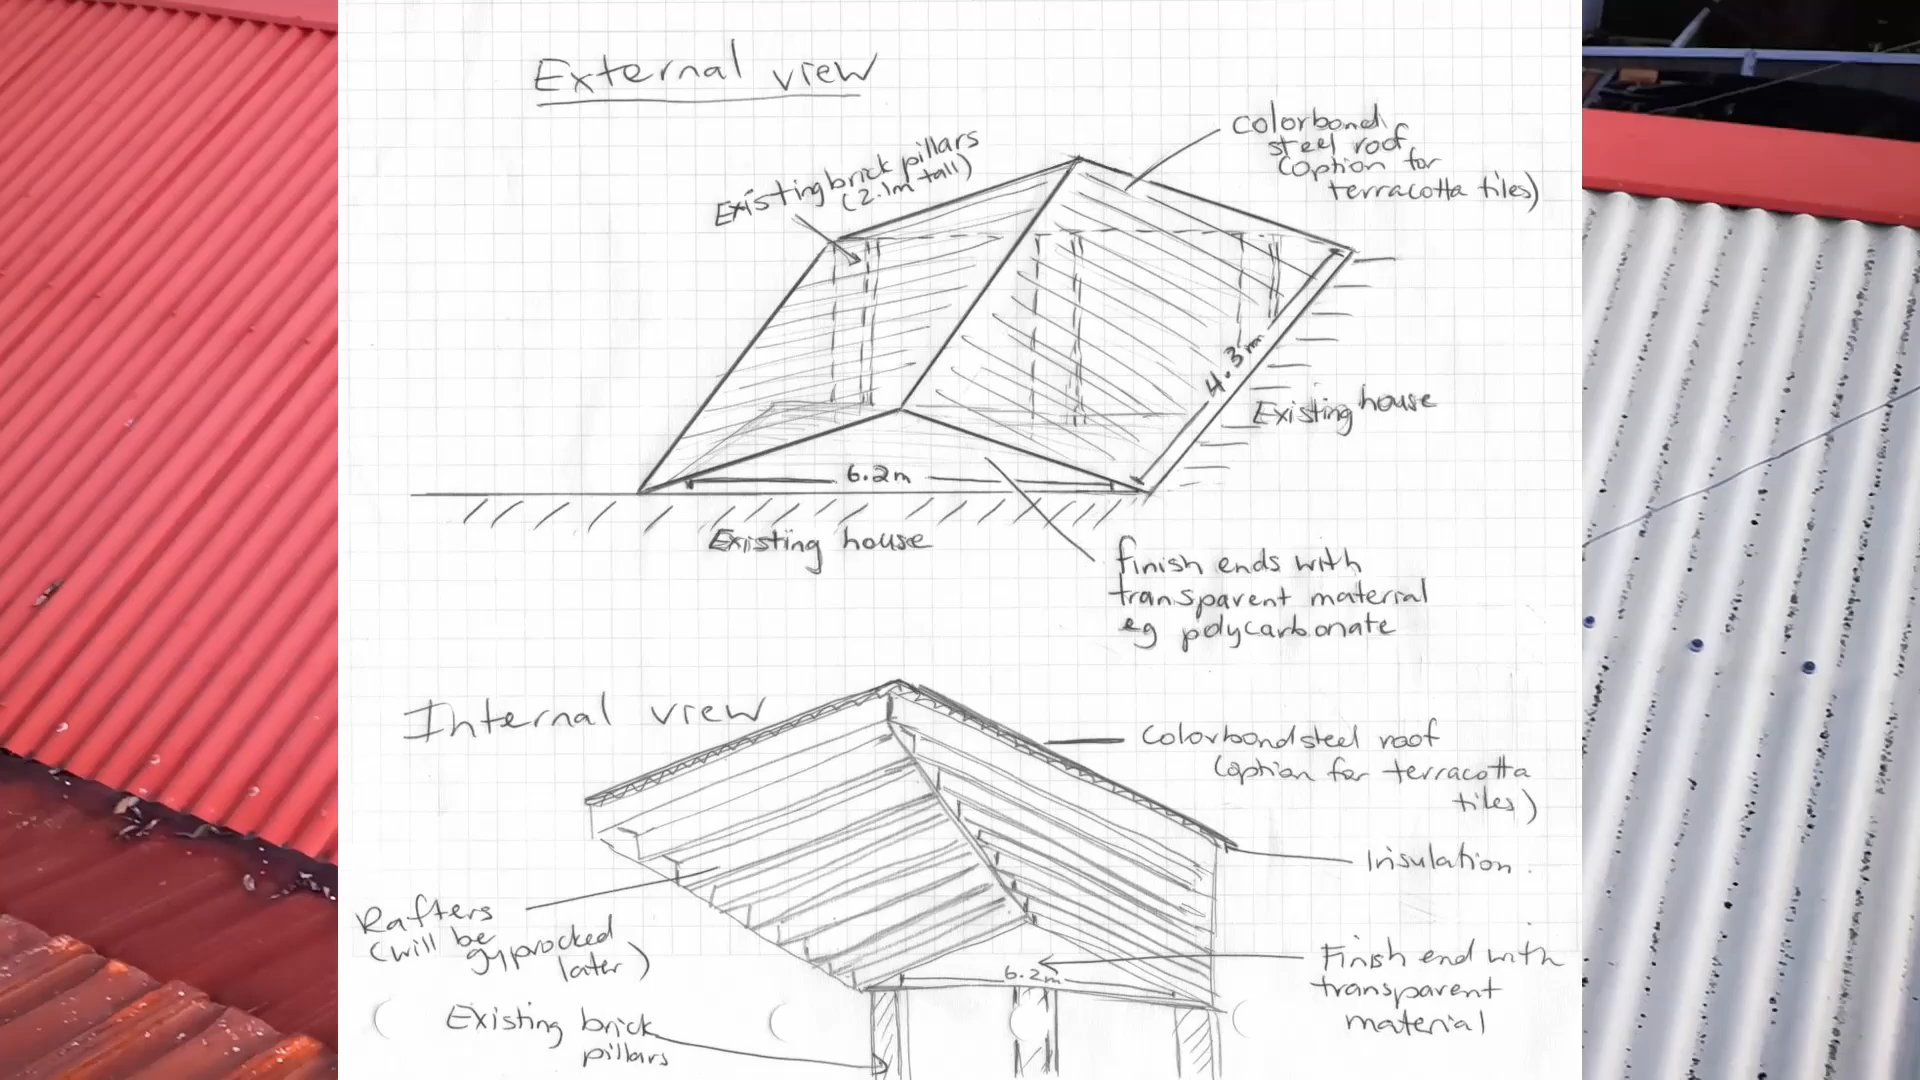 External view
Existing brick pillars
(2.1m tall)
Colorbond
steel roof
(option for
terracotta tiles)
4.3m
Existing house
6.2m
Existing house
finish ends with
transparent material
eg polycarbonate
Internal view
Colorbond steel roof
(option for terracotta
tiles)
Insulation
Rafters
(will be
gyprocked
later)
6.2m
Finish end with
transparent
material
Existing brick
pillars